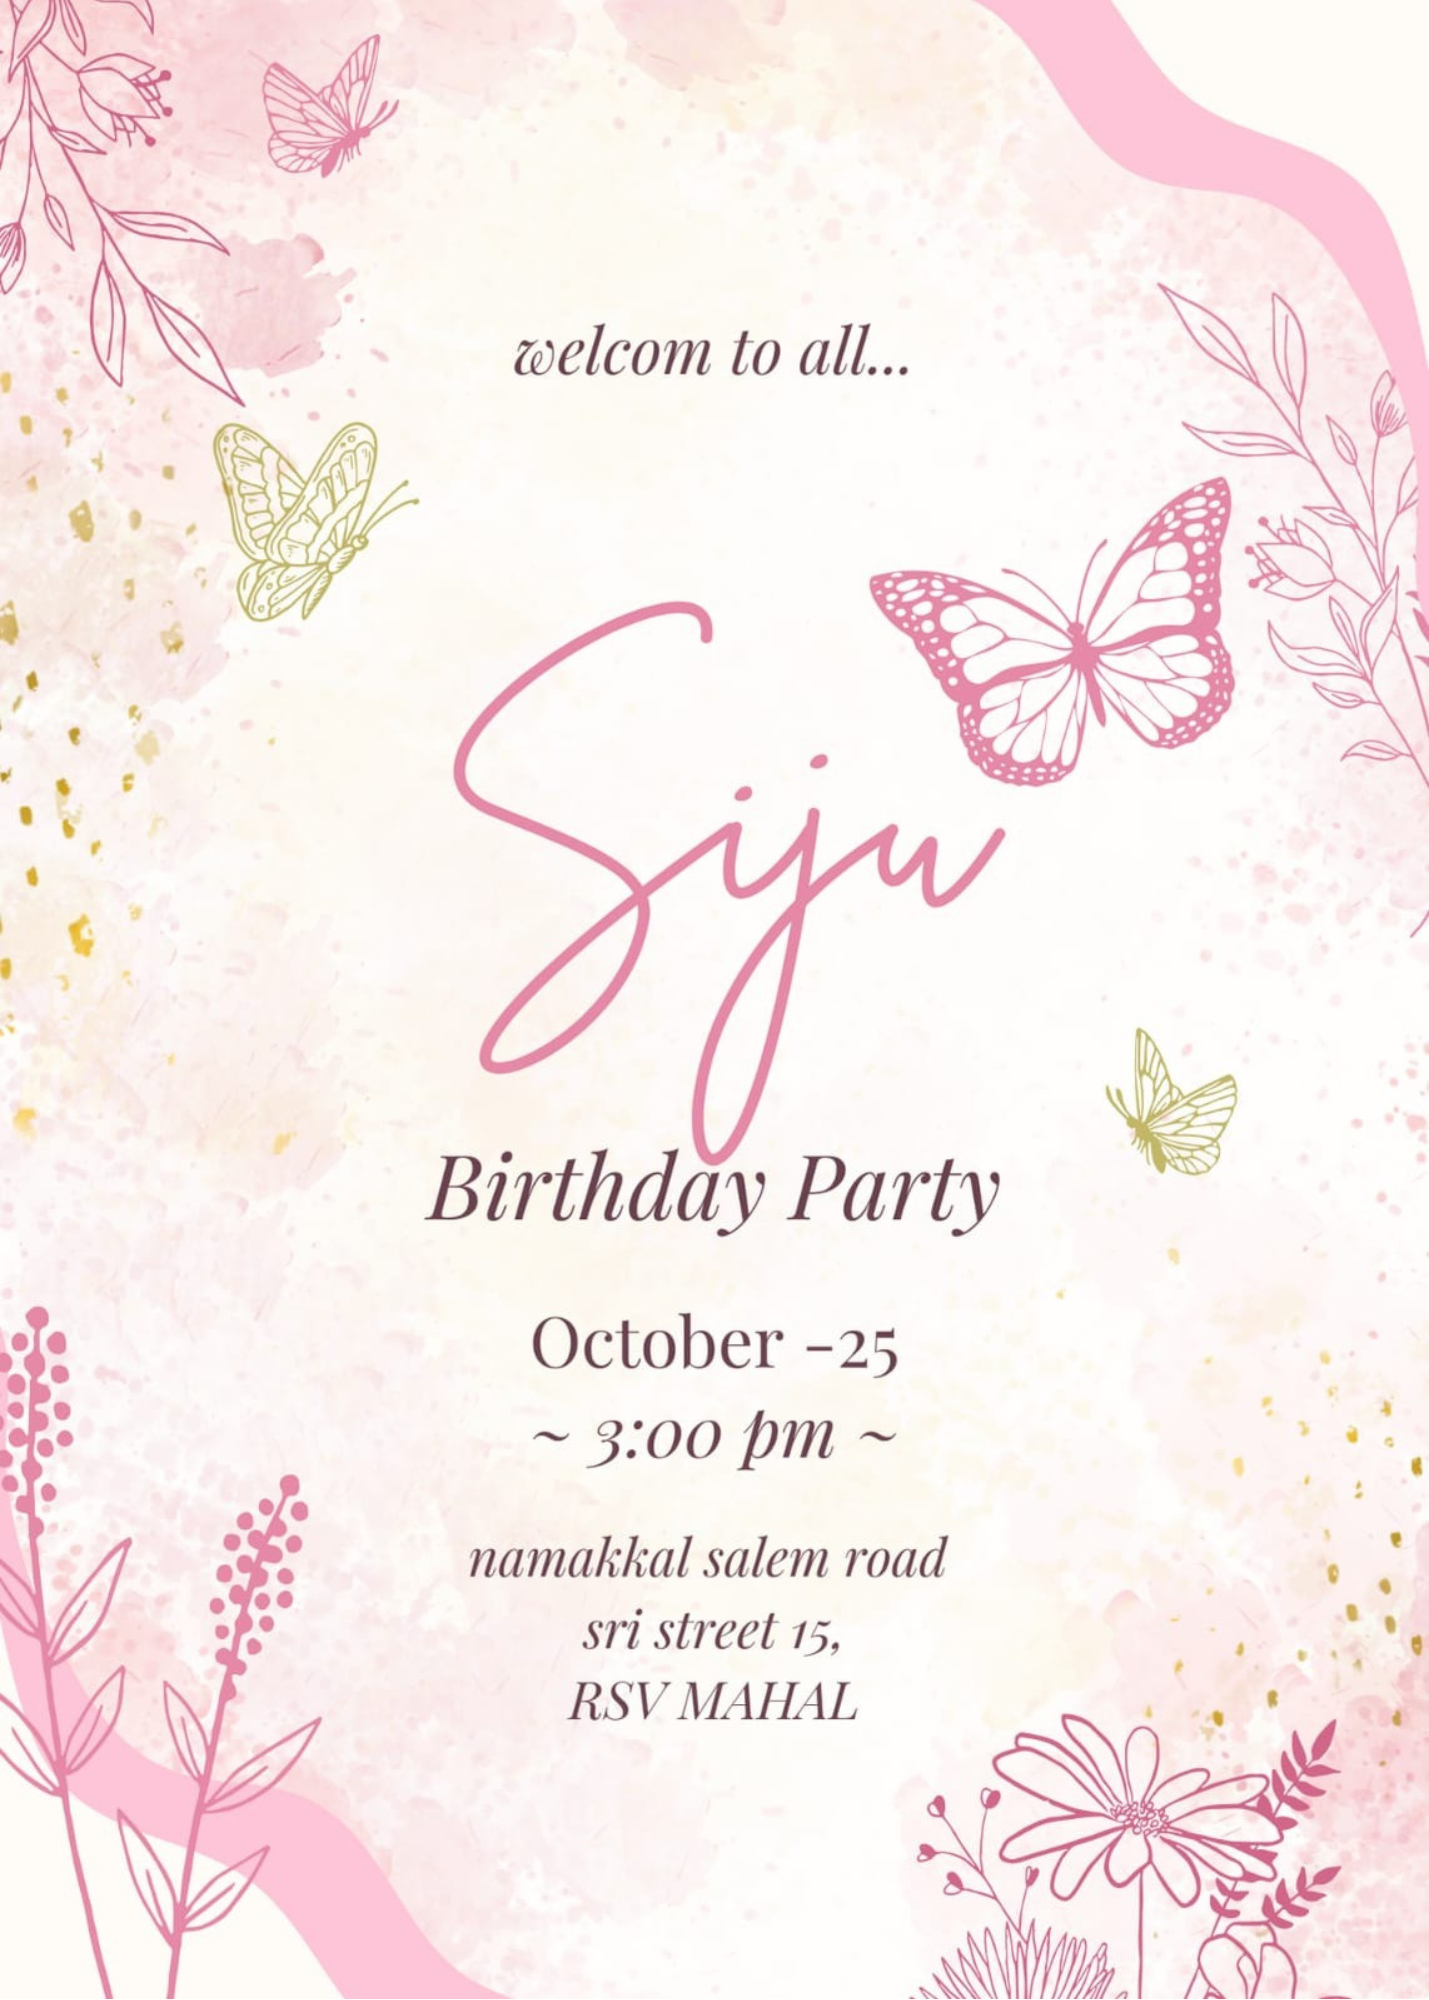 welcom to all...
Siju
Birthday Party
October -25
~ 3:00 pm ~
namakkal salem road
sri street 15,
RSV MAHAL